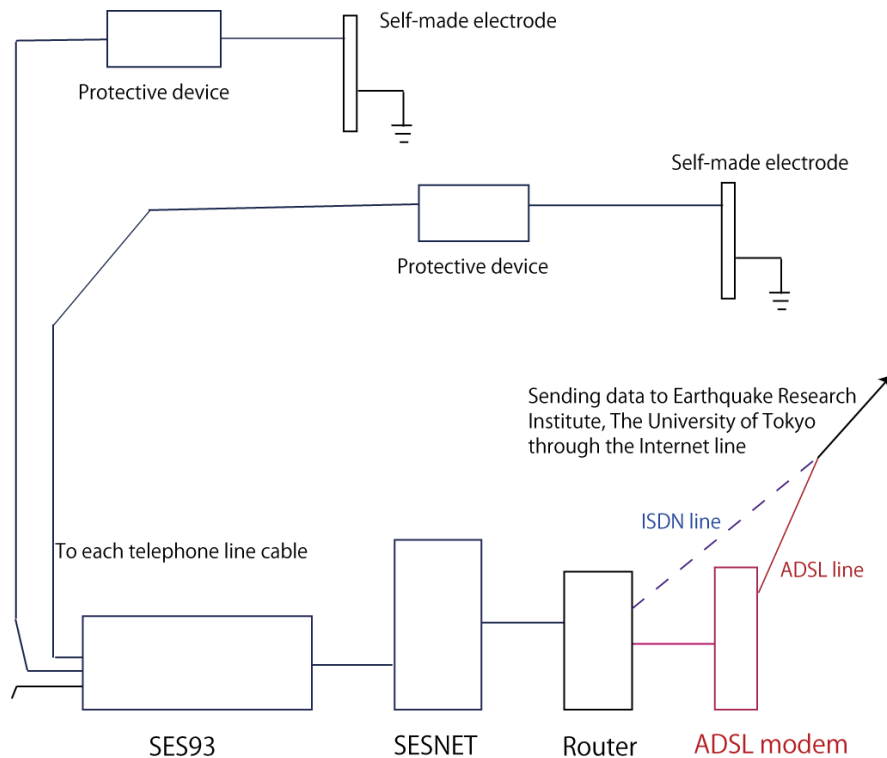 Self-made electrode
Protective device
Self-made electrode
Protective device
Sending data to Earthquake Research
Institute, The University of Tokyo
through the Internet line
ISDN line
To each telephone line cable
ADSL line
SES93
SESNET
Router
ADSL modem